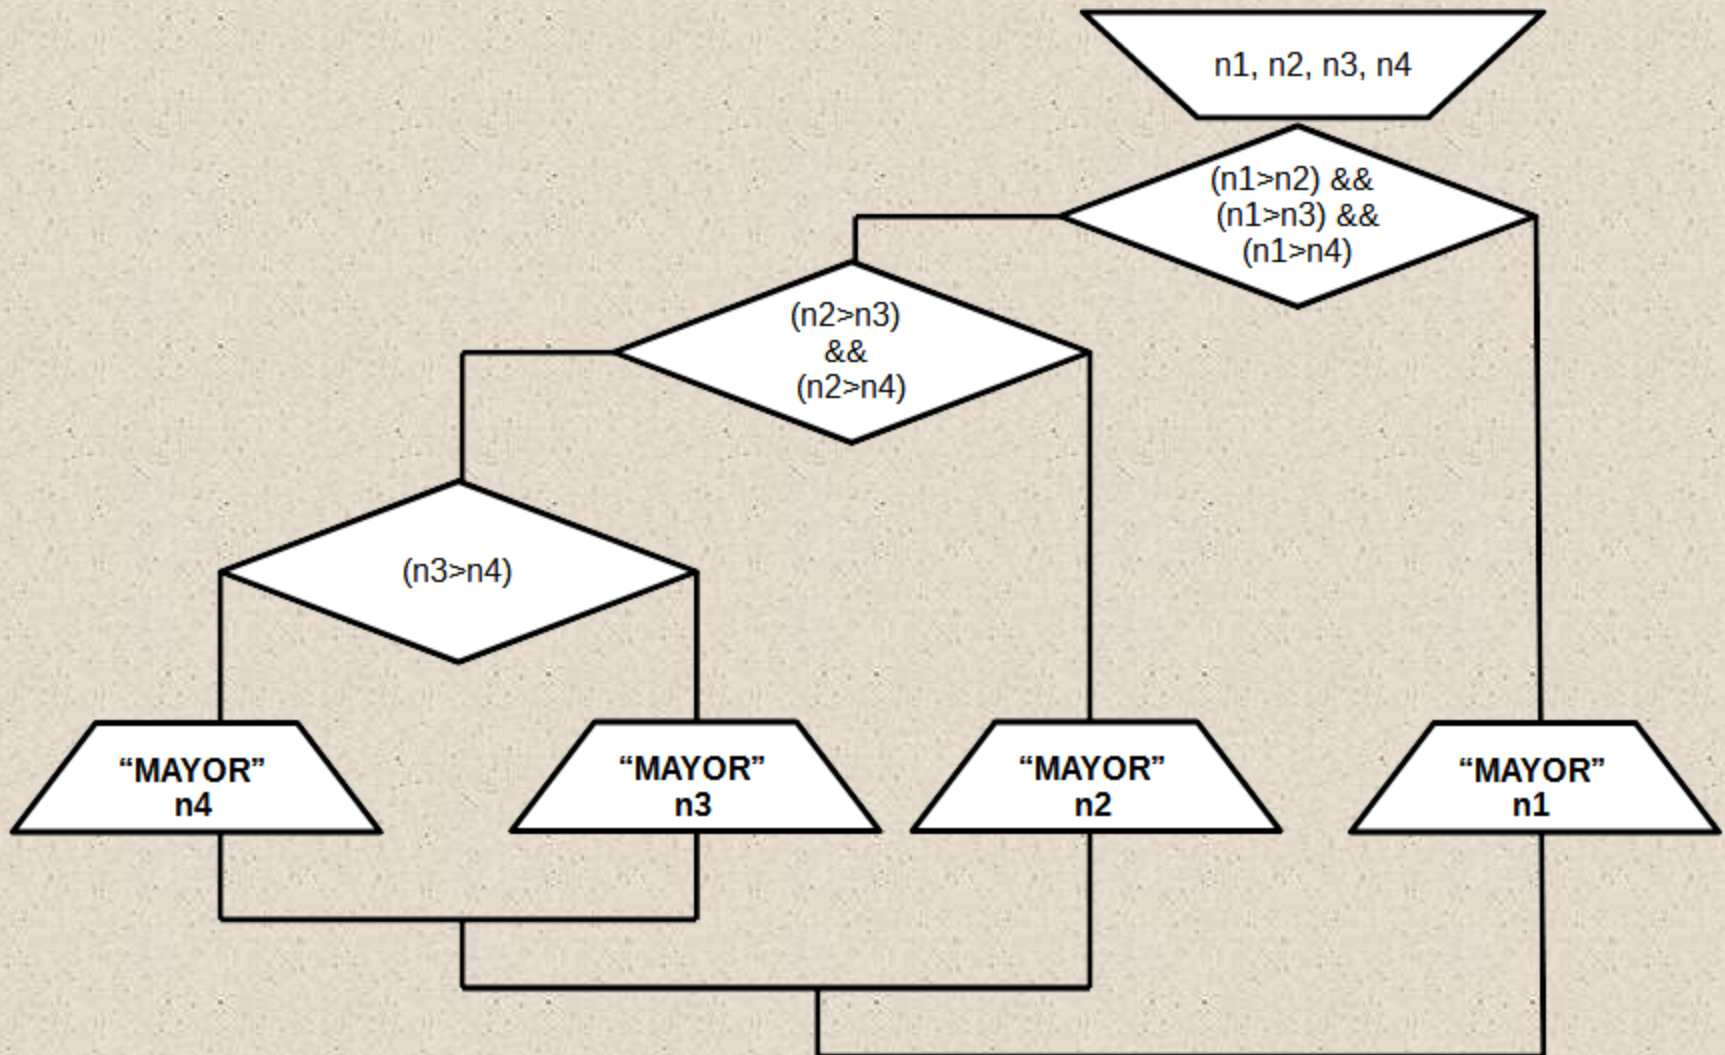 n1, n2, n3, n4
(n1>n2) &&
(n1>n3) &&
(n1>n4)
(n2>n3)
&&
(n2>n4)
(n3>n4)
“MAYOR”
n4
“MAYOR”
n3
“MAYOR”
n2
“MAYOR”
n1